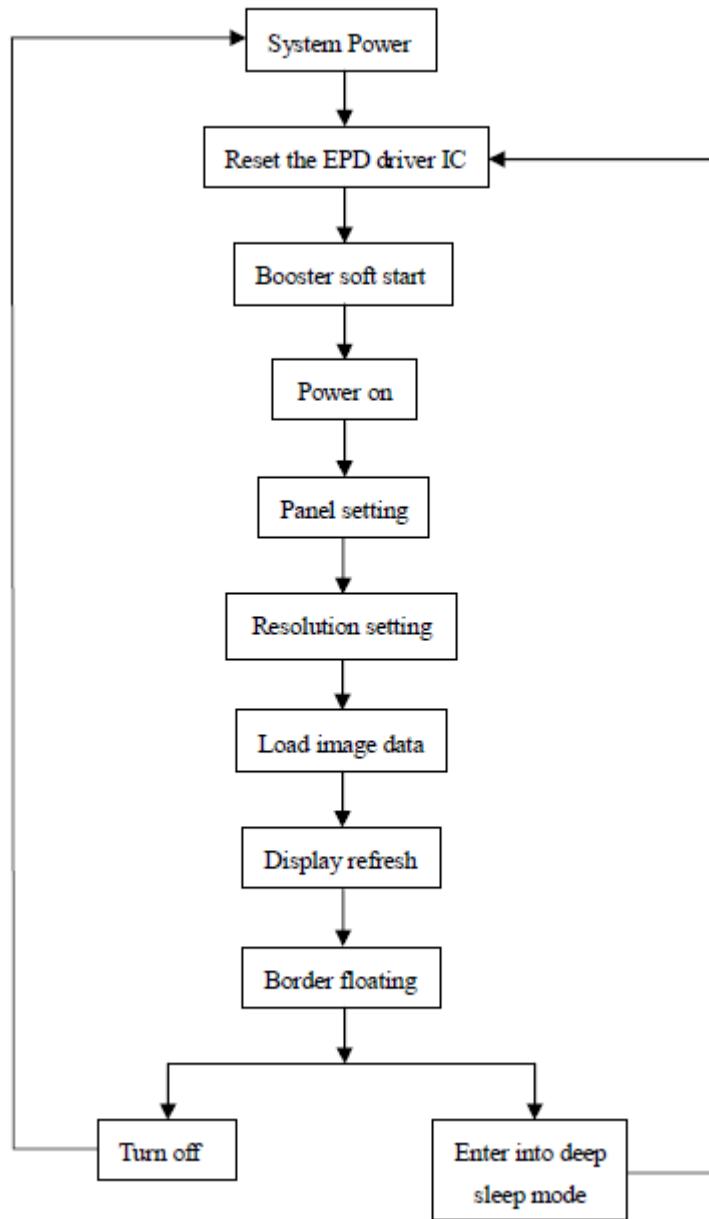 System Power
Reset the EPD driver IC
Booster soft start
Power on
Panel setting
Resolution setting
Load image data
Display refresh
Border floating
Turn off
Enter into deep
sleep mode